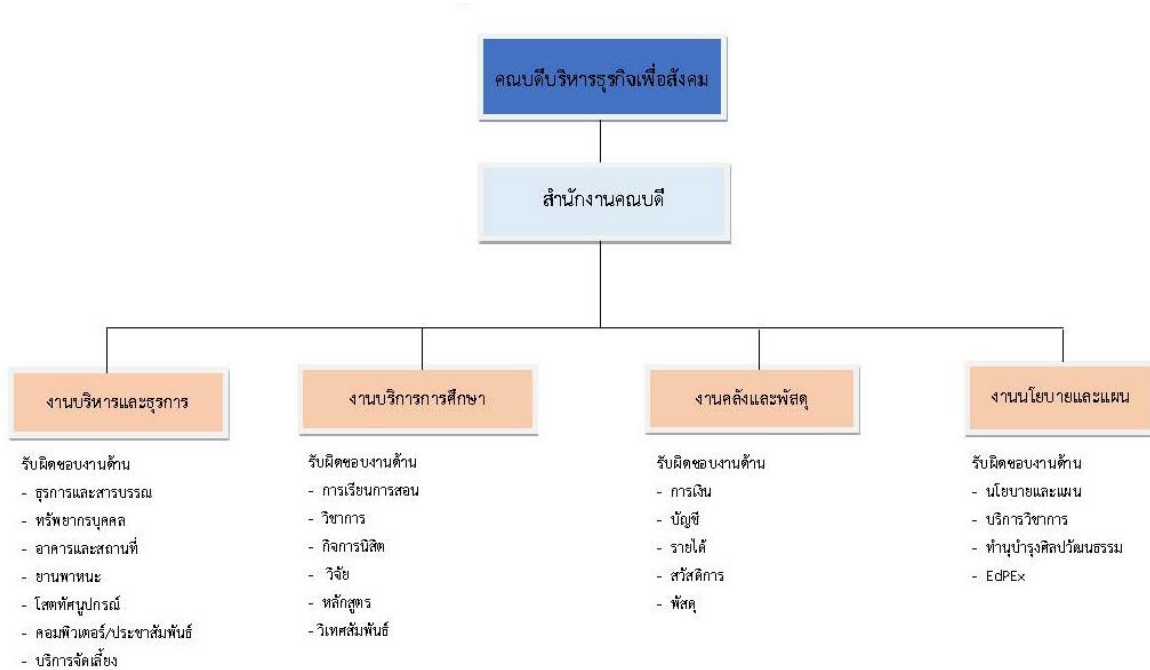 คณบดีบริหารธุรกิจเพื่อสังคม
สำนักงานคณบดี
งานบริหารและธุรการ
รับผิดชอบงานด้าน
- ธุรการและสารบรรณ
- ทรัพยากรบุคคล
- อาคารและสถานที่
- ยานพาหนะ
- โสตทัศนูปกรณ์
- คอมพิวเตอร์/ประชาสัมพันธ์
- บริการจัดเลี้ยง
งานบริการการศึกษา
รับผิดชอบงานด้าน
- การเรียนการสอน
- วิชาการ
- กิจการนิสิต
- วิจัย
- หลักสูตร
- วิเทศสัมพันธ์
งานคลังและพัสดุ
รับผิดชอบงานด้าน
- การเงิน
- บัญชี
- รายได้
- สวัสดิการ
- พัสดุ
งานนโยบายและแผน
รับผิดชอบงานด้าน
- นโยบายและแผน
- บริการวิชาการ
- ทำนุบำรุงศิลปวัฒนธรรม
- EdPEx